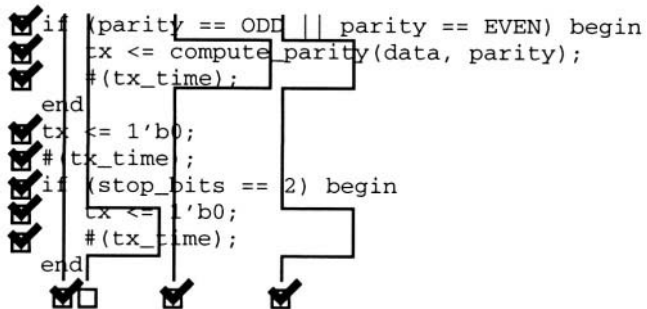 if (parity == ODD || parity == EVEN) begin
tx <= compute_parity(data, parity);
#(tx_time);
end
tx <= 1'b0;
#(tx_time);
if (stop_bits == 2) begin
tx <= 1'b0;
#(tx_time);
end